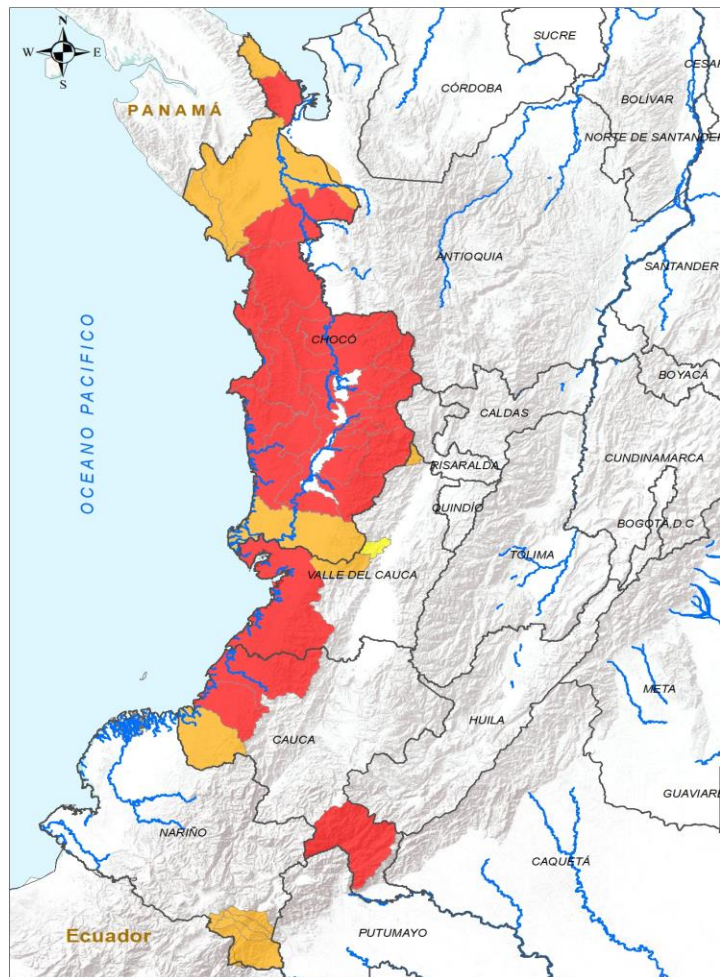 N
W
E
S
PANAMÁ
SUCRE
CÓRDOBA
CESAR
BOLÍVAR
NORTE DE SANTANDER
ANTIOQUIA
SANTANDER
OCEANO PACIFICO
CHOCÓ
BOYACÁ
CALDAS
CUNDINAMARCA
RISARALDA
QUINDÍO
BOGOTÁ D.C
TOLIMA
VALLE DEL CAUCA
META
HUILA
CAUCA
GUAVIARE
NARIÑO
CAQUETÁ
Ecuador
PUTUMAYO